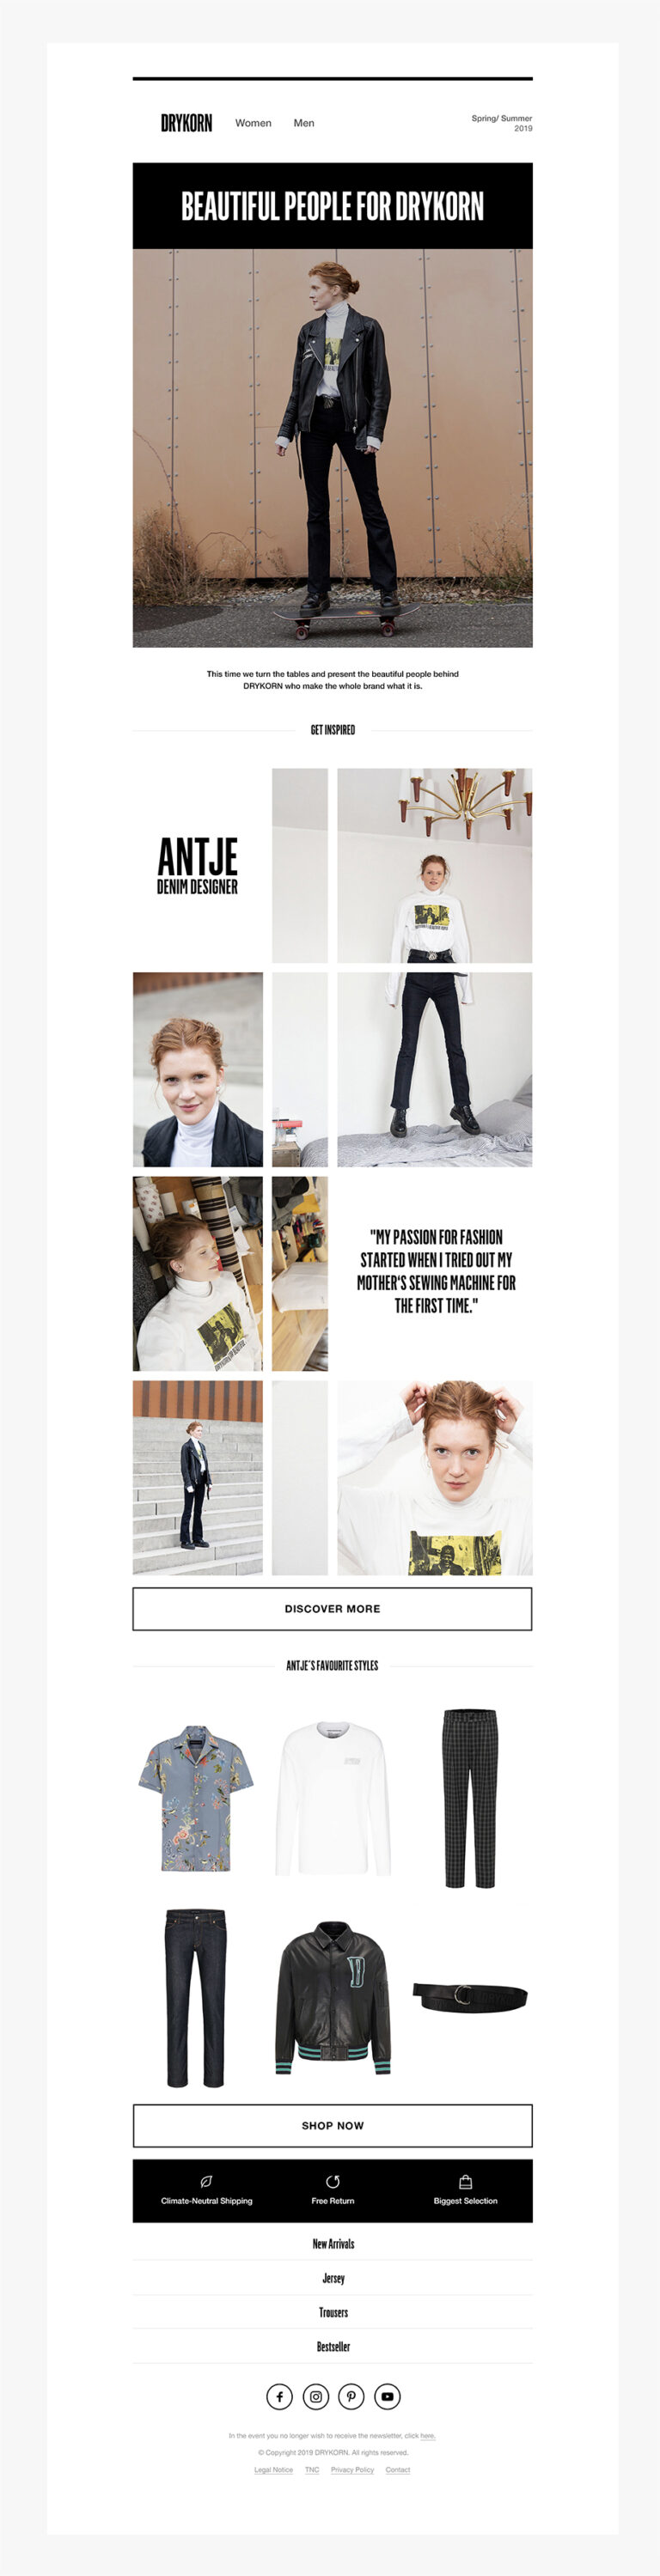 DRYKORN
Women
Men
Spring/ Summer
2019
BEAUTIFUL PEOPLE FOR DRYKORN
This time we turn the tables and present the beautiful people behind
DRYKORN who make the whole brand what it is.
GET INSPIRED
ANTJE
DENIM DESIGNER
"MY PASSION FOR FASHION
STARTED WHEN I TRIED OUT MY
MOTHER'S SEWING MACHINE FOR
THE FIRST TIME."
DISCOVER MORE
ANTJE'S FAVOURITE STYLES
SHOP NOW
Climate-Neutral Shipping
Free Return
Biggest Selection
New Arrivals
Jersey
Trousers
Bestseller
In the event you no longer wish to receive the newsletter, click here.
© Copyright 2019 DRYKORN. All rights reserved.
Legal Notice TNC Privacy Policy Contact